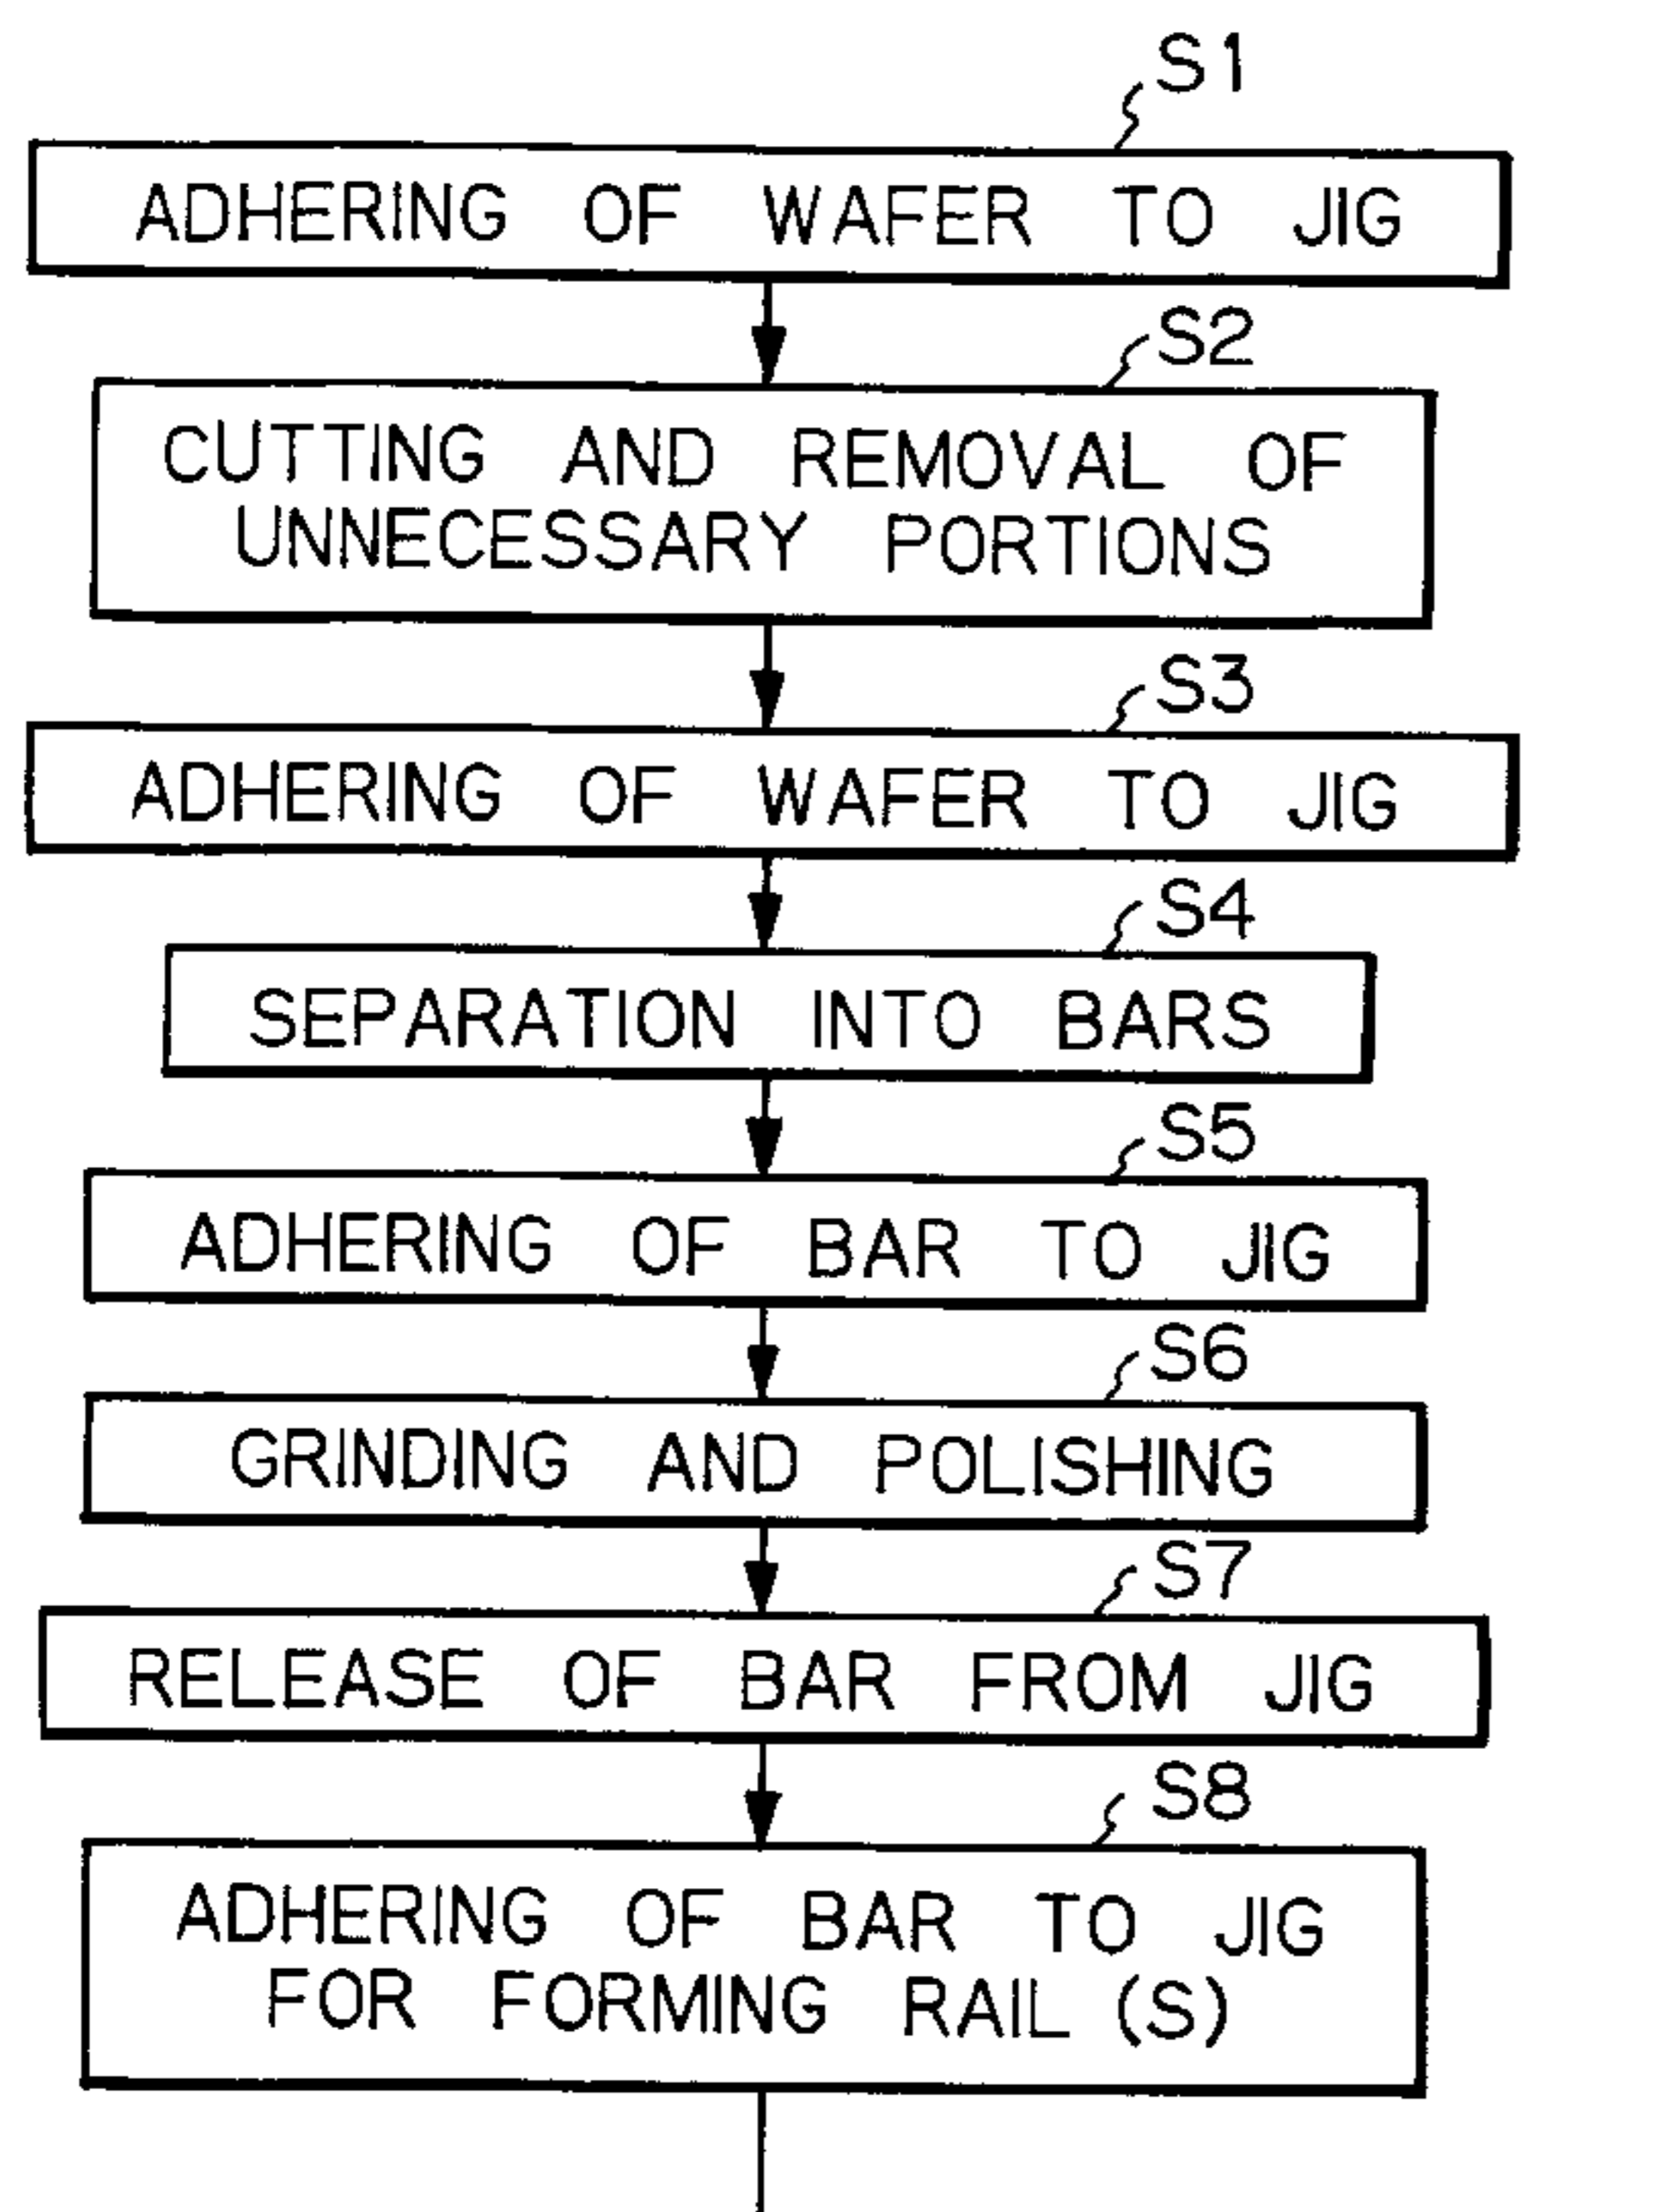 S1
ADHERING OF WAFER TO JIG
S2
CUTTING AND REMOVAL OF
UNNECESSARY PORTIONS
S3
ADHERING OF WAFER TO JIG
S4
SEPARATION INTO BARS
S5
ADHERING OF BAR TO JIG
S6
GRINDING AND POLISHING
S7
RELEASE OF BAR FROM JIG
S8
ADHERING OF BAR TO JIG
FOR FORMING RAIL (S)